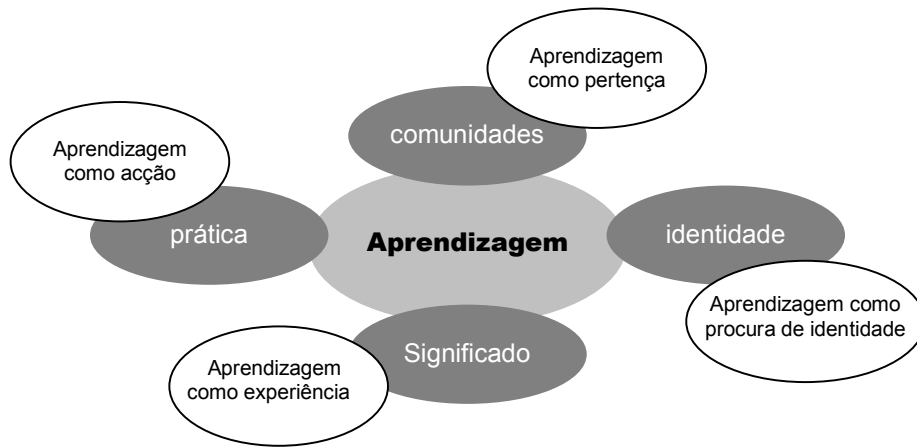 Aprendizagem
como pertença
comunidades
Aprendizagem
como acção
prática
Aprendizagem
identidade
Aprendizagem como
procura de identidade
Significado
Aprendizagem
como experiência